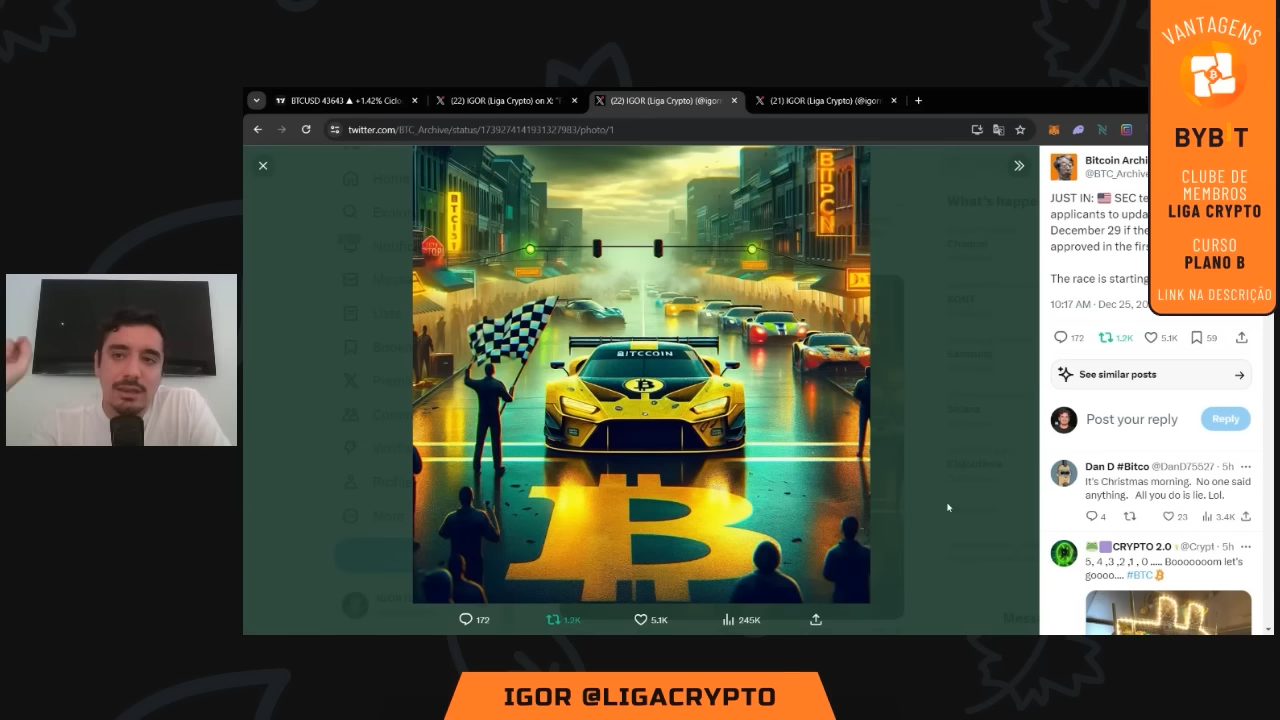 VANTAGENS
BYBIT
CLUBE DE
MEMBROS
LIGA CRYPTO
CURSO
PLANO B
LINK NA DESCRIÇÃO
BTCUSD 43643 ▲ +1.42% Ciclo
(22) IGOR (Liga Crypto) on X: "
(22) IGOR (Liga Crypto) (@igor
(21) IGOR (Liga Crypto) (@igor
twitter.com/BTC_Archive/status/1739274141931327983/photo/1
STOP
BITCCOIN
172
1.2K
5.1K
245K
Bitcoin Archi
@BTC_Archive
JUST IN: 🇺🇸 SEC te
applicants to upda
December 29 if the
approved in the firs
The race is starting
10:17 AM · Dec 25, 20
172
1.2K
5.1K
59
See similar posts
Post your reply
Reply
Dan D #Bitco @DanD75527 · 5h
It's Christmas morning. No one said
anything. All you do is lie. Lol.
4
23
3.4K
CRYPTO 2.0 @Crypt · 5h
5, 4 ,3 ,2 ,1 , 0 ..... Booooooom let's
goooo.... #BTC
IGOR @LIGACRYPTO